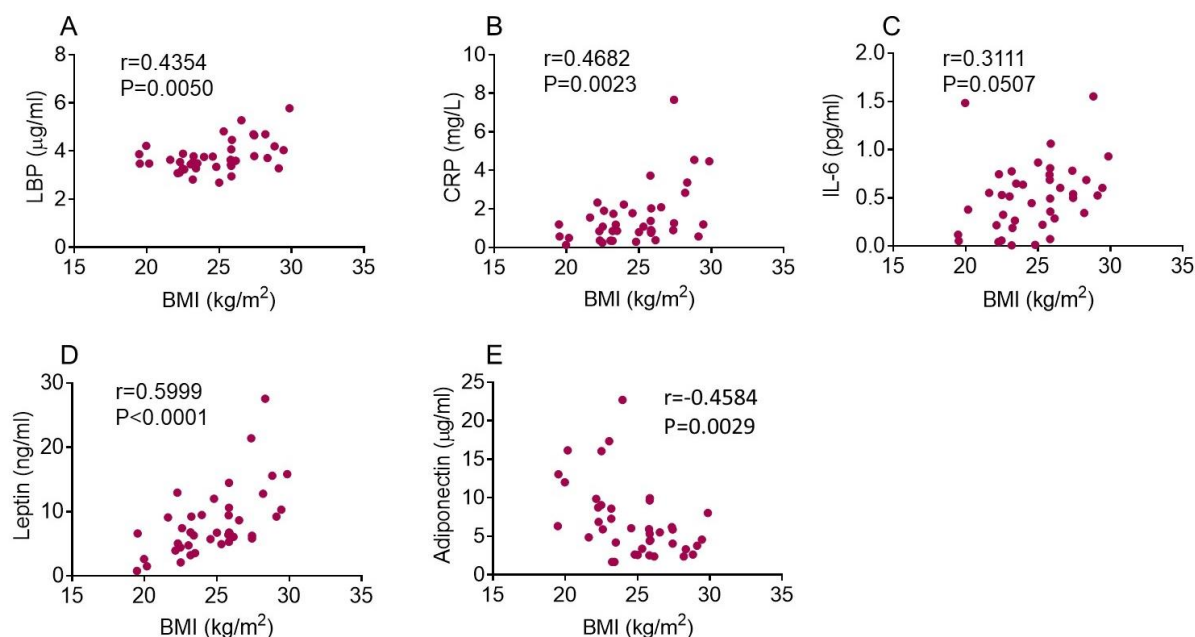 A
r=0.4354
P=0.0050
8
6
4
2
0
LBP (μg/ml)
15 20 25 30 35
BMI (kg/m²)
B
r=0.4682
P=0.0023
10
8
6
4
2
0
CRP (mg/L)
15 20 25 30 35
BMI (kg/m²)
C
r=0.3111
P=0.0507
2.0
1.5
1.0
0.5
0.0
IL-6 (pg/ml)
15 20 25 30 35
BMI (kg/m²)
D
r=0.5999
P<0.0001
30
20
10
0
Leptin (ng/ml)
15 20 25 30 35
BMI (kg/m²)
E
r=-0.4584
P=0.0029
25
20
15
10
5
0
Adiponectin (μg/ml)
15 20 25 30 35
BMI (kg/m²)